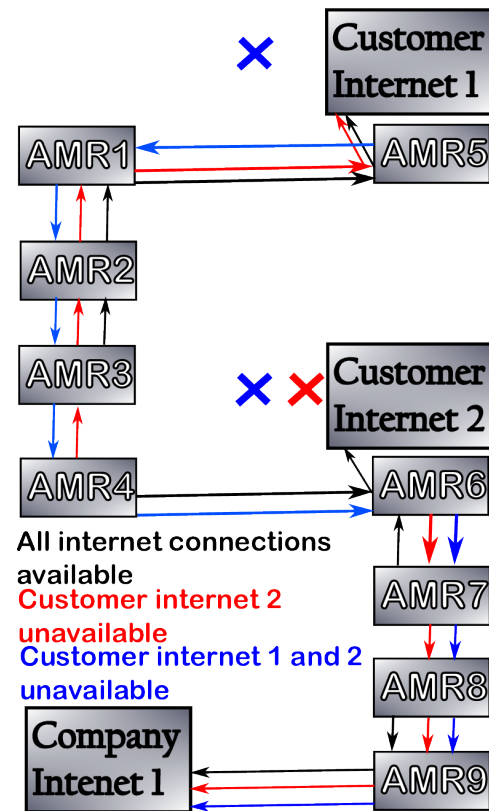 Customer
Internet 1
AMR1
AMR5
AMR2
AMR3
Customer
Internet 2
AMR4
AMR6
All internet connections
available
Customer internet 2
unavailable
Customer internet 1 and 2
unavailable
AMR7
AMR8
Company
Intenet 1
AMR9